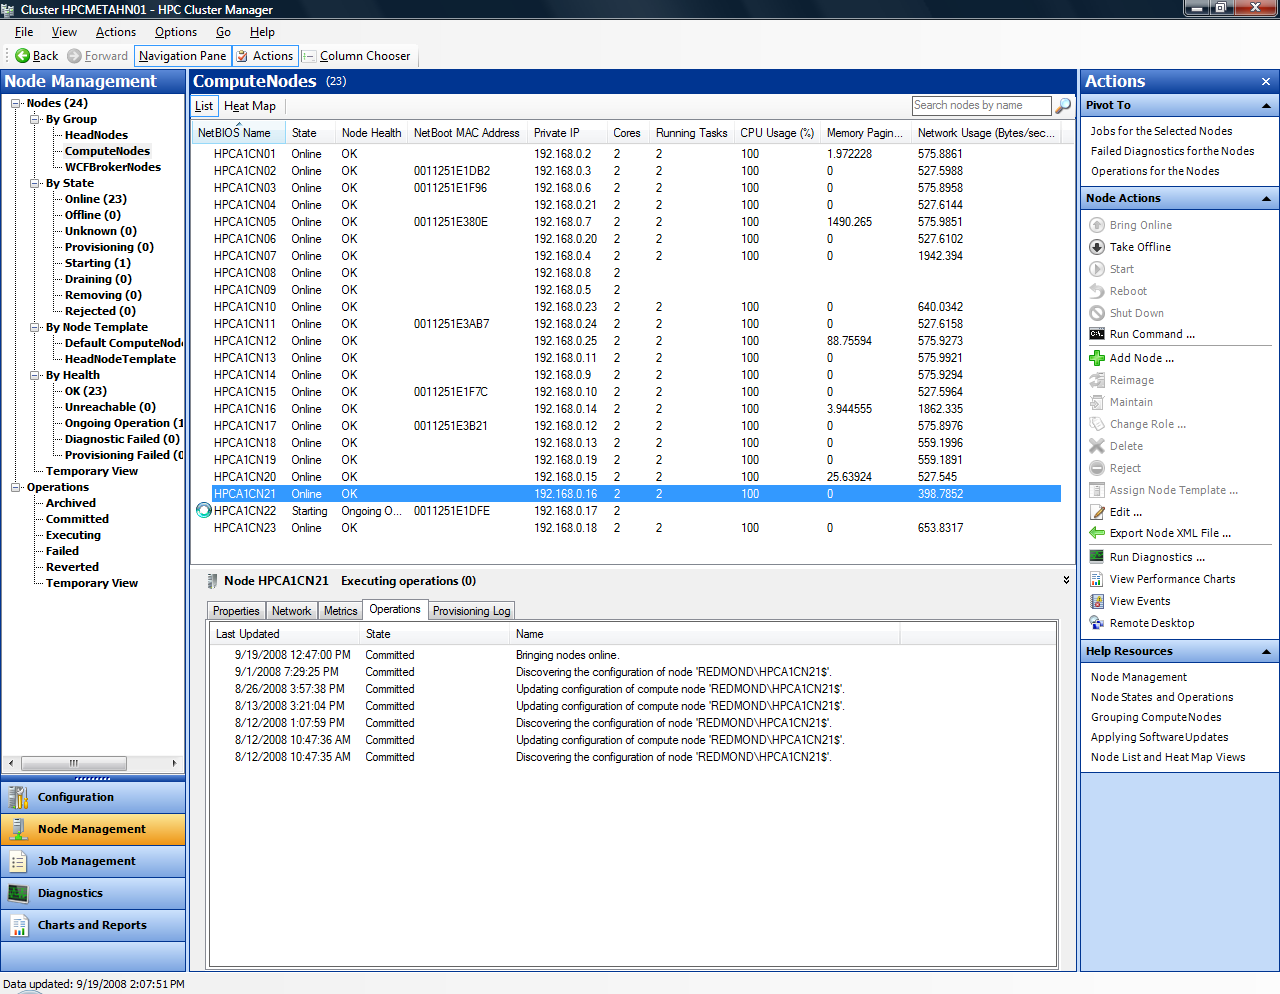 Cluster HPCMETAHN01 - HPC Cluster Manager
File View Actions Options Go Help
Back Forward Navigation Pane Actions Column Chooser
Node Management
Nodes (24)
By Group
HeadNodes
ComputeNodes
WCFBrokerNodes
By State
Online (23)
Offline (0)
Unknown (0)
Provisioning (0)
Starting (1)
Draining (0)
Removing (0)
Rejected (0)
By Node Template
Default ComputeNode
HeadNodeTemplate
By Health
OK (23)
Unreachable (0)
Ongoing Operation (1
Diagnostic Failed (0)
Provisioning Failed (0
Temporary View
Operations
Archived
Committed
Executing
Failed
Reverted
Temporary View
Configuration
Node Management
Job Management
Diagnostics
Charts and Reports
ComputeNodes (23)
List Heat Map Search nodes by name
NetBIOS Name State Node Health NetBoot MAC Address Private IP Cores Running Tasks CPU Usage (%) Memory Pagin... Network Usage (Bytes/sec...
HPCA1CN01 Online OK 192.168.0.2 2 2 100 1.972228 575.8861
HPCA1CN02 Online OK 0011251E1DB2 192.168.0.3 2 2 100 0 527.5988
HPCA1CN03 Online OK 0011251E1F96 192.168.0.6 2 2 100 0 575.8958
HPCA1CN04 Online OK 192.168.0.21 2 2 100 0 527.6144
HPCA1CN05 Online OK 0011251E380E 192.168.0.7 2 2 100 1490.265 575.9851
HPCA1CN06 Online OK 192.168.0.20 2 2 100 0 527.6102
HPCA1CN07 Online OK 192.168.0.4 2 2 100 0 1942.394
HPCA1CN08 Online OK 192.168.0.8 2
HPCA1CN09 Online OK 192.168.0.5 2
HPCA1CN10 Online OK 192.168.0.23 2 2 100 0 640.0342
HPCA1CN11 Online OK 0011251E3AB7 192.168.0.24 2 2 100 0 527.6158
HPCA1CN12 Online OK 192.168.0.25 2 2 100 88.75594 575.9273
HPCA1CN13 Online OK 192.168.0.11 2 2 100 0 575.9921
HPCA1CN14 Online OK 192.168.0.9 2 2 100 0 575.9294
HPCA1CN15 Online OK 0011251E1F7C 192.168.0.10 2 2 100 0 527.5964
HPCA1CN16 Online OK 192.168.0.14 2 2 100 3.944555 1862.335
HPCA1CN17 Online OK 0011251E3B21 192.168.0.12 2 2 100 0 575.8976
HPCA1CN18 Online OK 192.168.0.13 2 2 100 0 559.1996
HPCA1CN19 Online OK 192.168.0.19 2 2 100 0 559.1891
HPCA1CN20 Online OK 192.168.0.15 2 2 100 25.63924 527.545
HPCA1CN21 Online OK 192.168.0.16 2 2 100 0 398.7852
HPCA1CN22 Starting Ongoing O... 0011251E1DFE 192.168.0.17 2
HPCA1CN23 Online OK 192.168.0.18 2 2 100 0 653.8317
Node HPCA1CN21 Executing operations (0)
Properties Network Metrics Operations Provisioning Log
Last Updated State Name
9/19/2008 12:47:00 PM Committed Bringing nodes online.
9/1/2008 7:29:25 PM Committed Discovering the configuration of node 'REDMOND\HPCA1CN21$'.
8/26/2008 3:57:38 PM Committed Updating configuration of compute node 'REDMOND\HPCA1CN21$'.
8/13/2008 3:21:04 PM Committed Updating configuration of compute node 'REDMOND\HPCA1CN21$'.
8/12/2008 1:07:59 PM Committed Discovering the configuration of node 'REDMOND\HPCA1CN21$'.
8/12/2008 10:47:36 AM Committed Updating configuration of compute node 'REDMOND\HPCA1CN21$'.
8/12/2008 10:47:35 AM Committed Discovering the configuration of node 'REDMOND\HPCA1CN21$'.
Actions
Pivot To
Jobs for the Selected Nodes
Failed Diagnostics for the Nodes
Operations for the Nodes
Node Actions
Bring Online
Take Offline
Start
Reboot
Shut Down
Run Command ...
Add Node ...
Reimage
Maintain
Change Role ...
Delete
Reject
Assign Node Template ...
Edit ...
Export Node XML File ...
Run Diagnostics ...
View Performance Charts
View Events
Remote Desktop
Help Resources
Node Management
Node States and Operations
Grouping Compute Nodes
Applying Software Updates
Node List and Heat Map Views
Data updated: 9/19/2008 2:07:51 PM